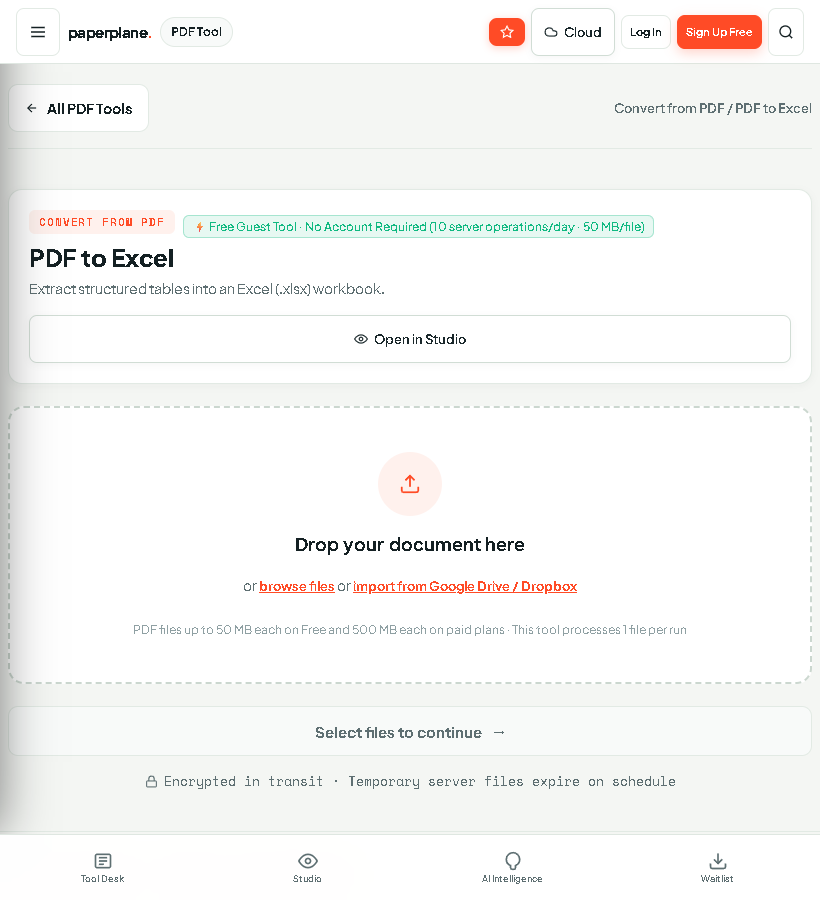 paperplane.
PDF Tool
Cloud
Log In
Sign Up Free
← All PDF Tools
Convert from PDF / PDF to Excel
CONVERT FROM PDF
Free Guest Tool · No Account Required (10 server operations/day · 50 MB/file)
PDF to Excel
Extract structured tables into an Excel (.xlsx) workbook.
Open in Studio
Drop your document here
or browse files or import from Google Drive / Dropbox
PDF files up to 50 MB each on Free and 500 MB each on paid plans · This tool processes 1 file per run
Select files to continue →
Encrypted in transit · Temporary server files expire on schedule
Tool Desk
Studio
AI Intelligence
Waitlist